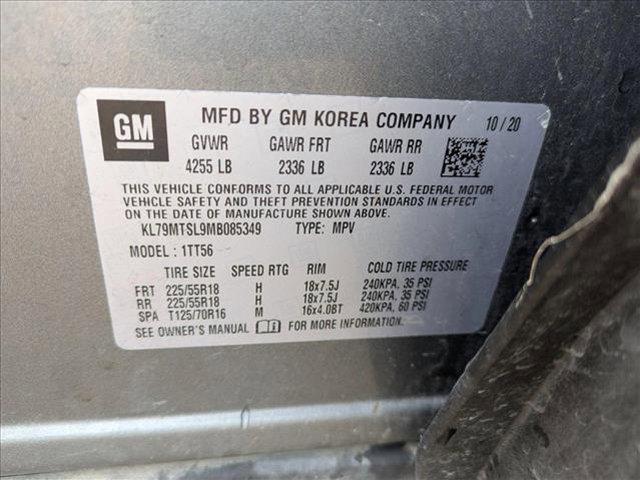 GM
MFD BY GM KOREA COMPANY 10/20
GVWR GAWR FRT GAWR RR
4255 LB 2336 LB 2336 LB
THIS VEHICLE CONFORMS TO ALL APPLICABLE U.S. FEDERAL MOTOR
VEHICLE SAFETY AND THEFT PREVENTION STANDARDS IN EFFECT
ON THE DATE OF MANUFACTURE SHOWN ABOVE.
KL79MTSL9MB085349 TYPE: MPV
MODEL : 1TT56
TIRE SIZE SPEED RTG RIM COLD TIRE PRESSURE
FRT 225/55R18 H 18x7.5J 240KPA, 35 PSI
RR 225/55R18 H 18x7.5J 240KPA, 35 PSI
SPA T125/70R16 M 16x4.0BT 420KPA, 60 PSI
SEE OWNER'S MANUAL FOR MORE INFORMATION